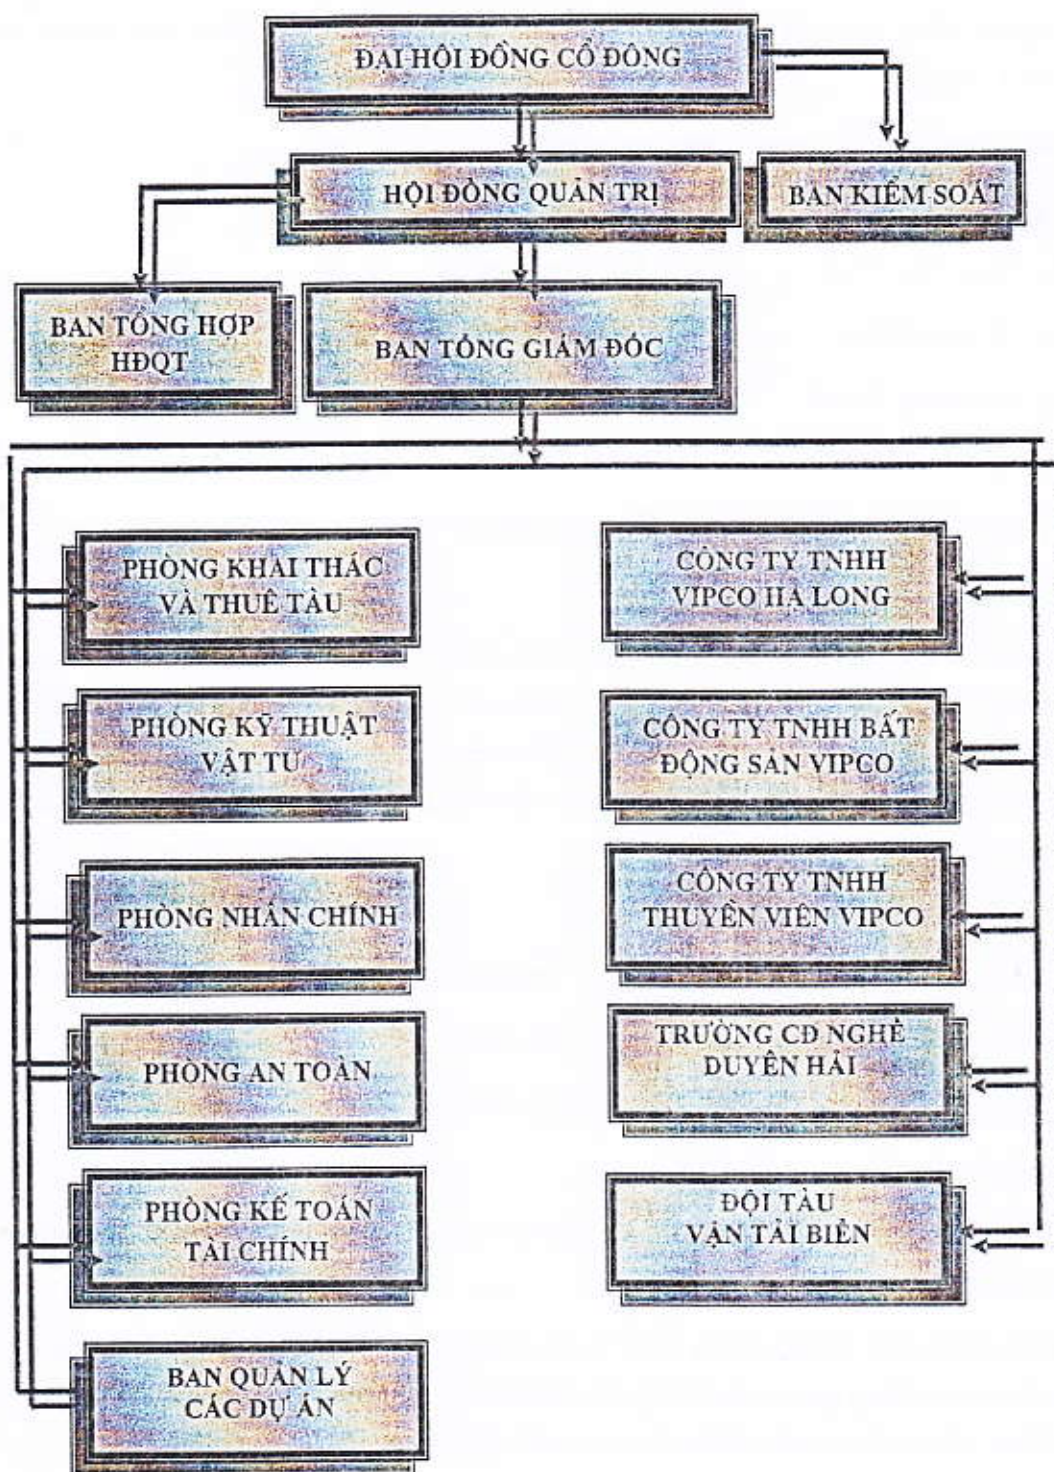 ĐẠI HỘI ĐỒNG CỔ ĐÔNG
HỘI ĐỒNG QUẢN TRỊ
BAN KIỂM SOÁT
BAN TỔNG HỢP
HĐQT
BAN TỔNG GIÁM ĐỐC
PHÒNG KHAI THÁC
VÀ THUÊ TÀU
PHÒNG KỸ THUẬT
VẬT TƯ
PHÒNG NHÂN CHÍNH
PHÒNG AN TOÀN
PHÒNG KẾ TOÁN
TÀI CHÍNH
BAN QUẢN LÝ
CÁC DỰ ÁN
CÔNG TY TNHH
VIPCO HẠ LONG
CÔNG TY TNHH BẤT
ĐỘNG SẢN VIPCO
CÔNG TY TNHH
THUYỀN VIÊN VIPCO
TRƯỜNG CĐ NGHỀ
DUYÊN HẢI
ĐỘI TÀU
VẬN TẢI BIỂN